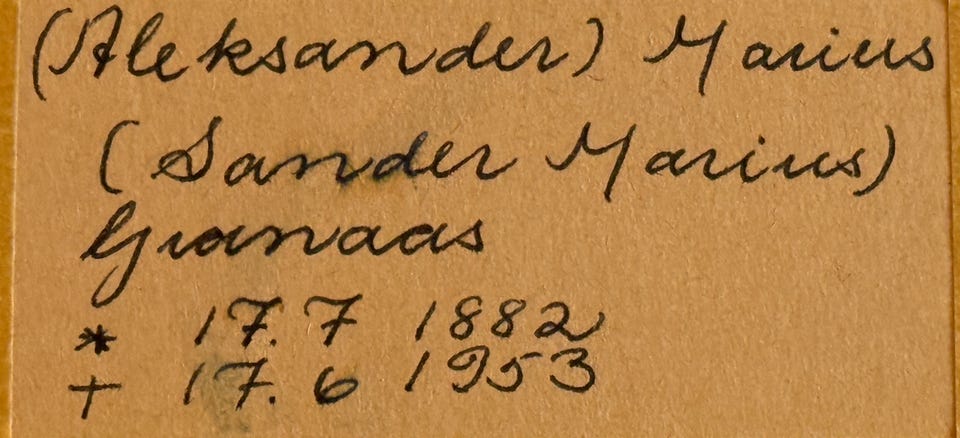 (Aleksander) Marius
(Sander Marius)
Granaas
* 17.7 1882
+ 17.6 1953